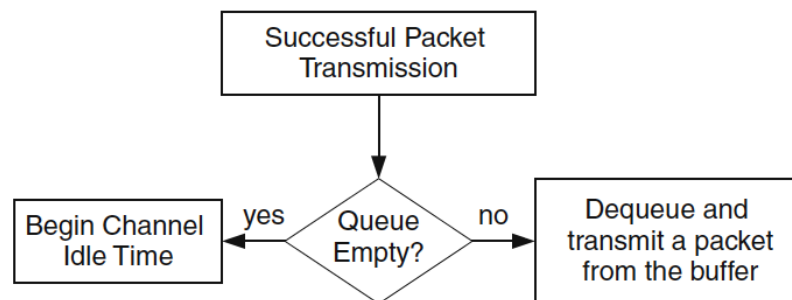 Successful Packet
Transmission
yes
no
Begin Channel
Idle Time
Queue
Empty?
Dequeue and
transmit a packet
from the buffer